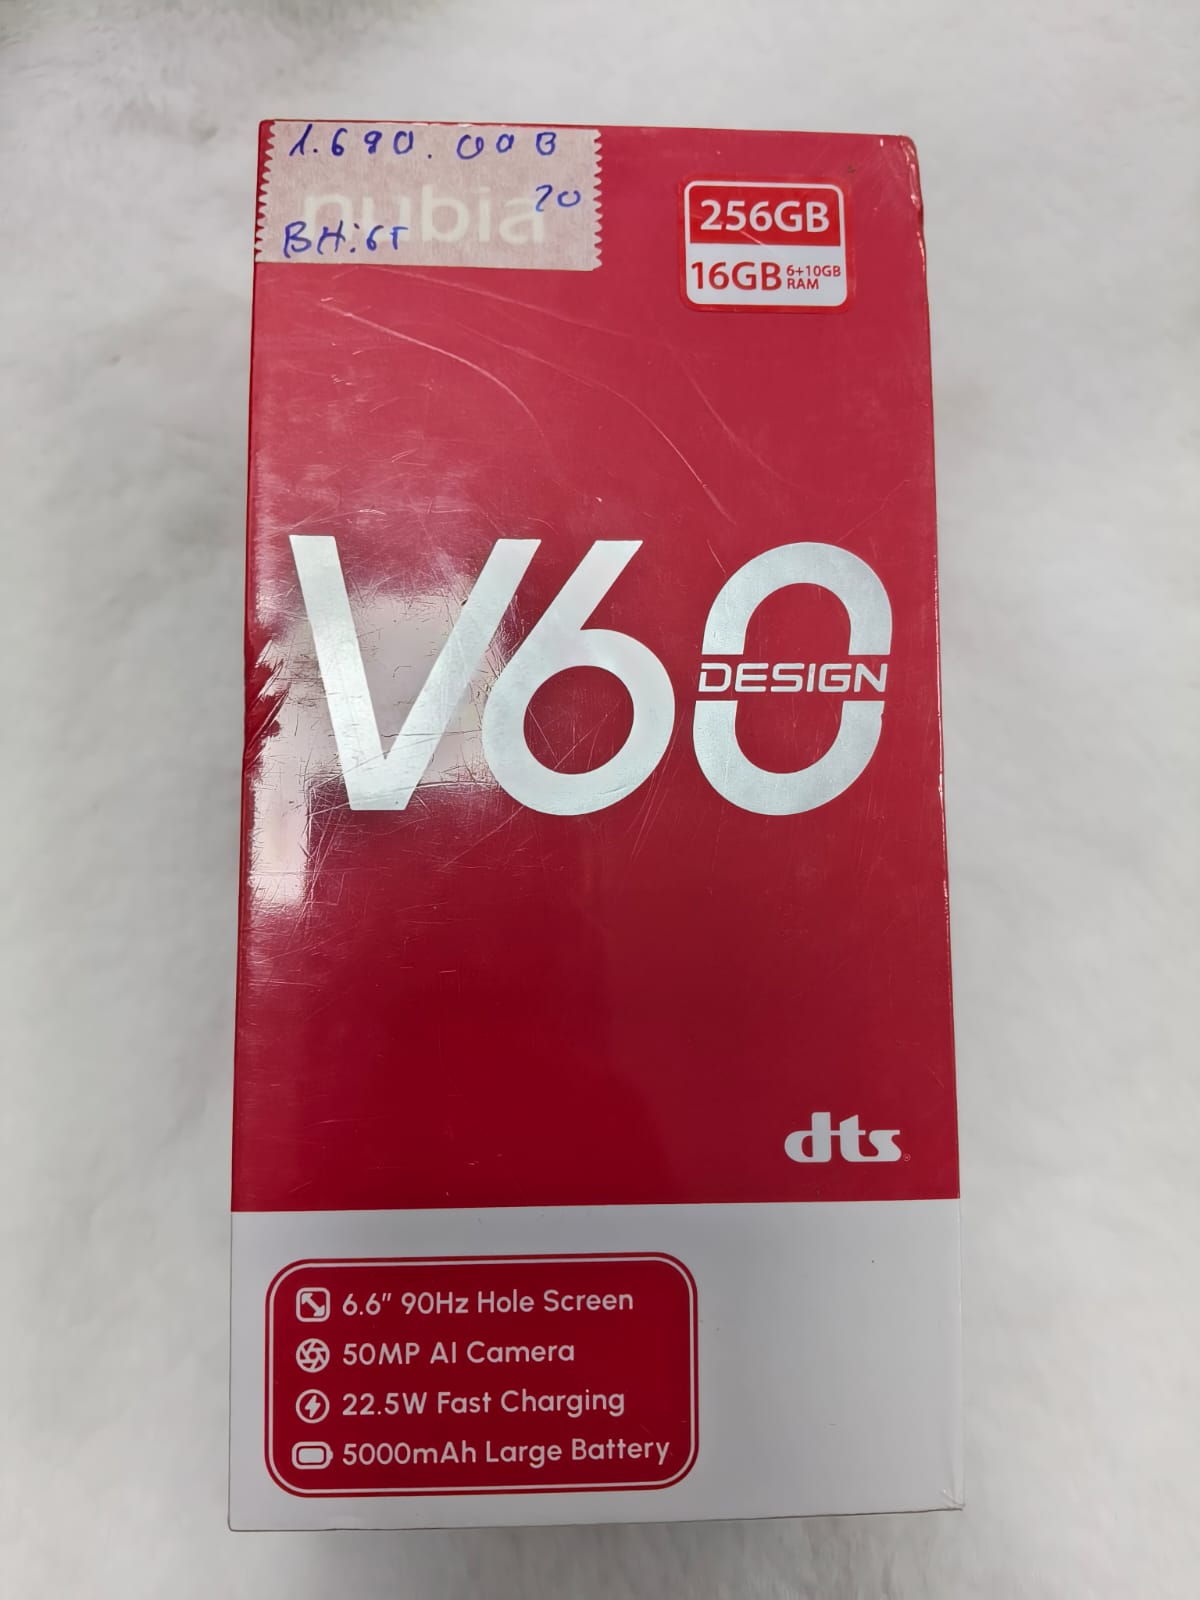 1.690.000
20
nubia
BH:6T
256GB
16GB 6+10GB RAM
V60
DESIGN
dts
6.6" 90Hz Hole Screen
50MP AI Camera
22.5W Fast Charging
5000mAh Large Battery